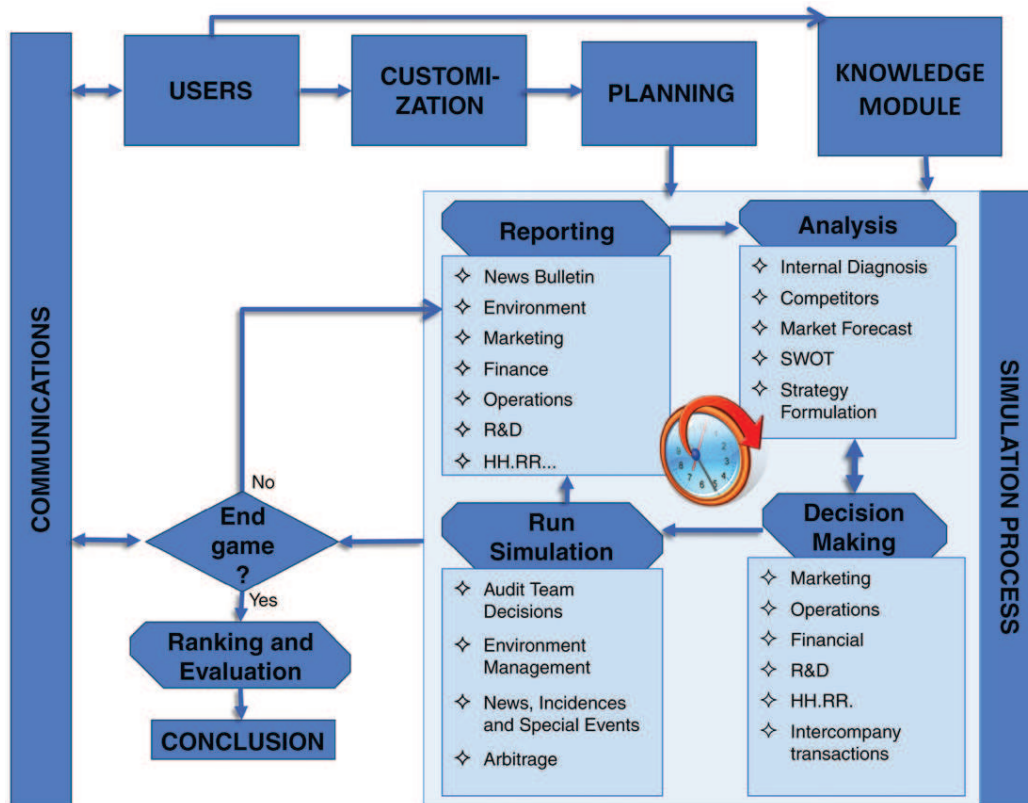 COMMUNICATIONS
USERS
CUSTOMI-
ZATION
PLANNING
KNOWLEDGE
MODULE
SIMULATION PROCESS
Reporting
News Bulletin
Environment
Marketing
Finance
Operations
R&D
HH.RR...
Analysis
Internal Diagnosis
Competitors
Market Forecast
SWOT
Strategy
Formulation
No
End
game
?
Yes
Run
Simulation
Audit Team
Decisions
Environment
Management
News, Incidences
and Special Events
Arbitrage
Decision
Making
Marketing
Operations
Financial
R&D
HH.RR.
Intercompany
transactions
Ranking and
Evaluation
CONCLUSION